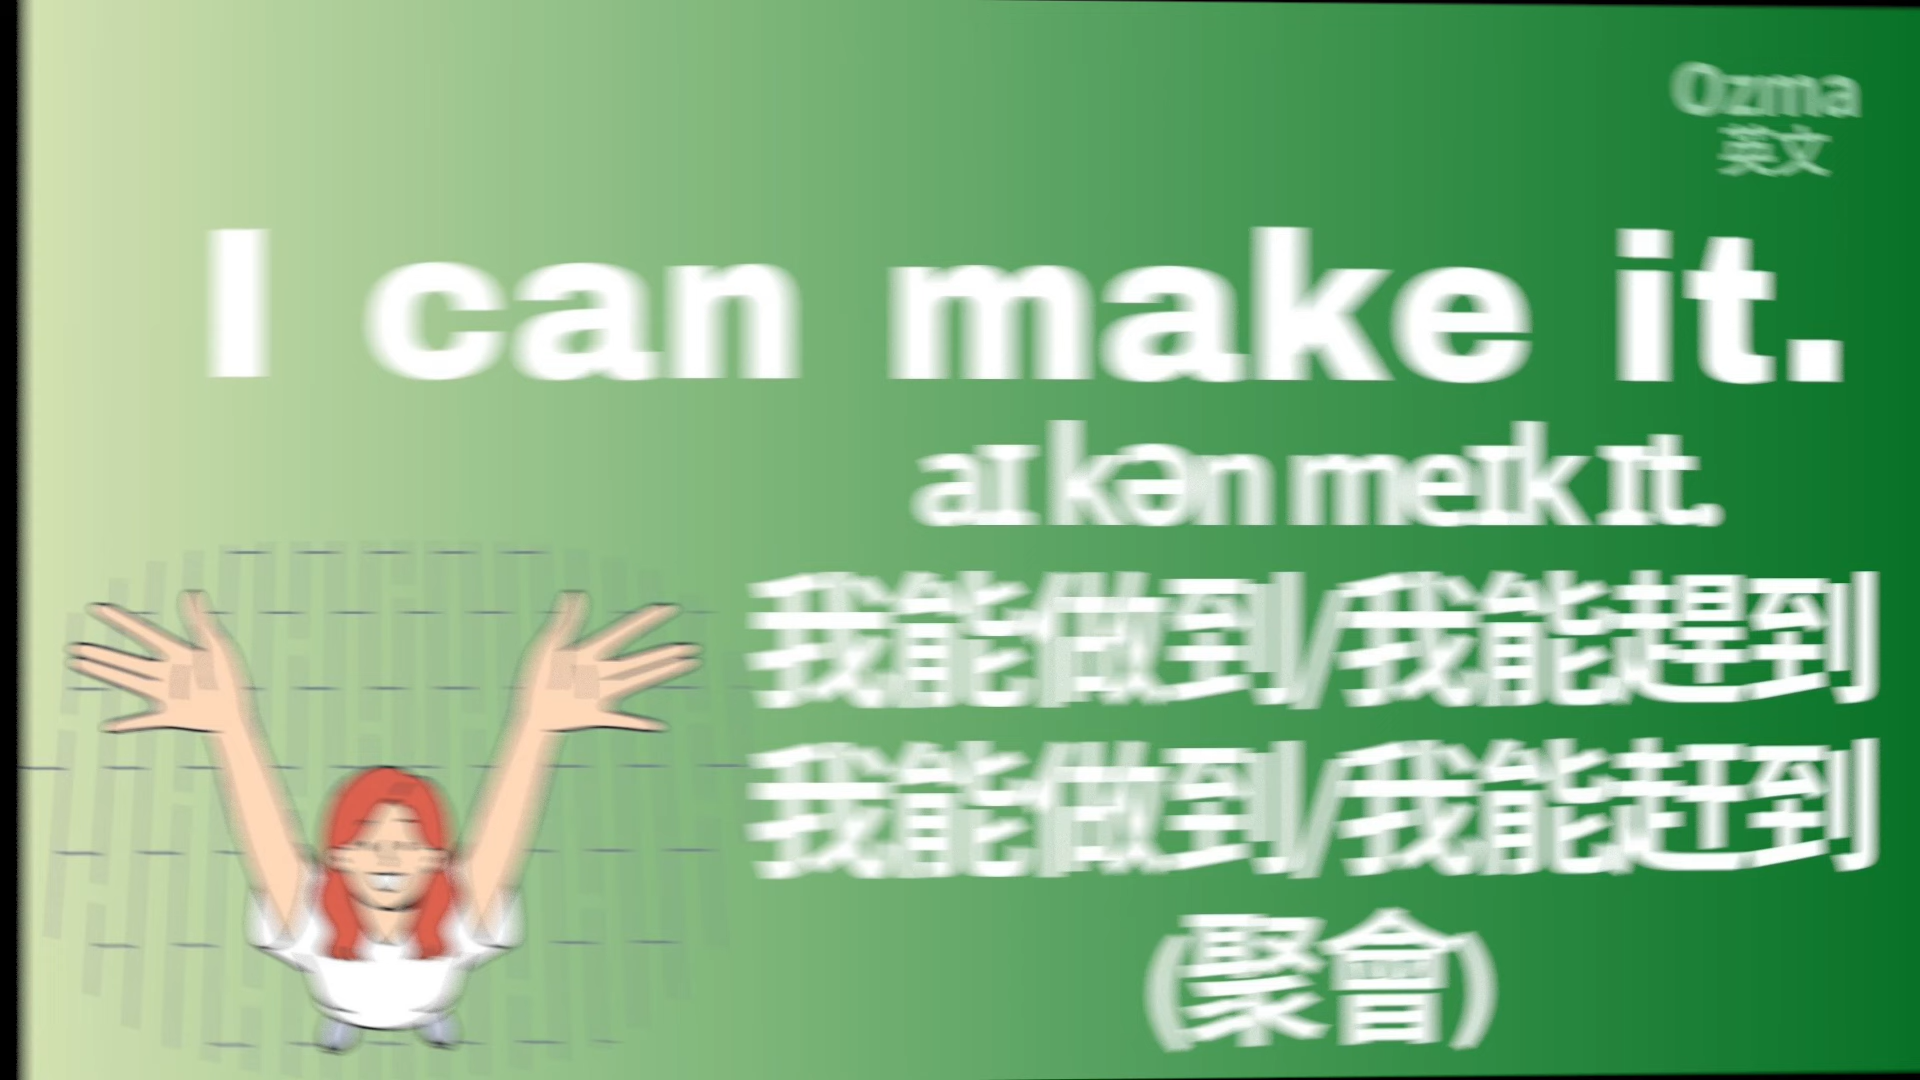 Ozma
英文
I can make it.
aɪ kən meɪk ɪt.
我能做到/我能趕到
我能做到/我能赶到
(聚會)